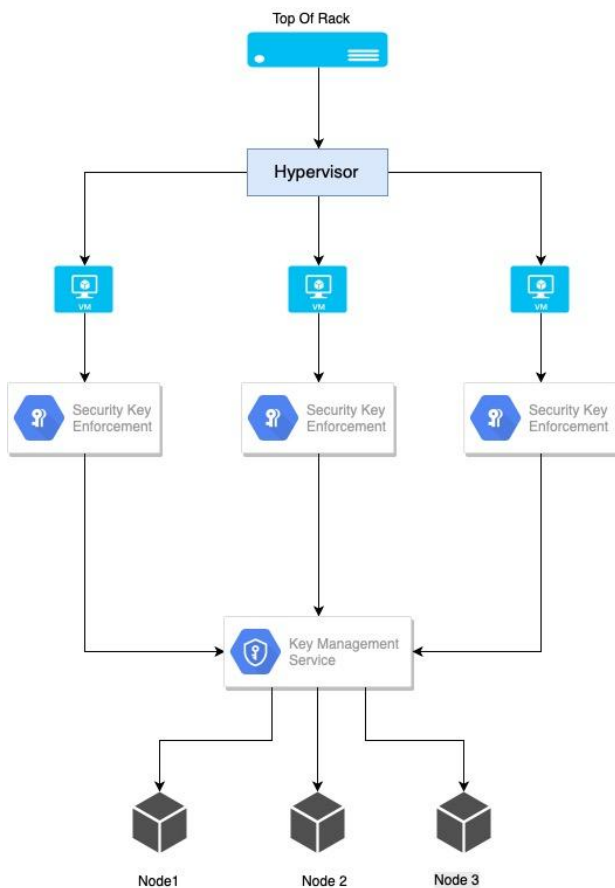 Top Of Rack
Hypervisor
VM
VM
VM
Security Key
Enforcement
Security Key
Enforcement
Security Key
Enforcement
Key Management
Service
Node1
Node 2
Node 3